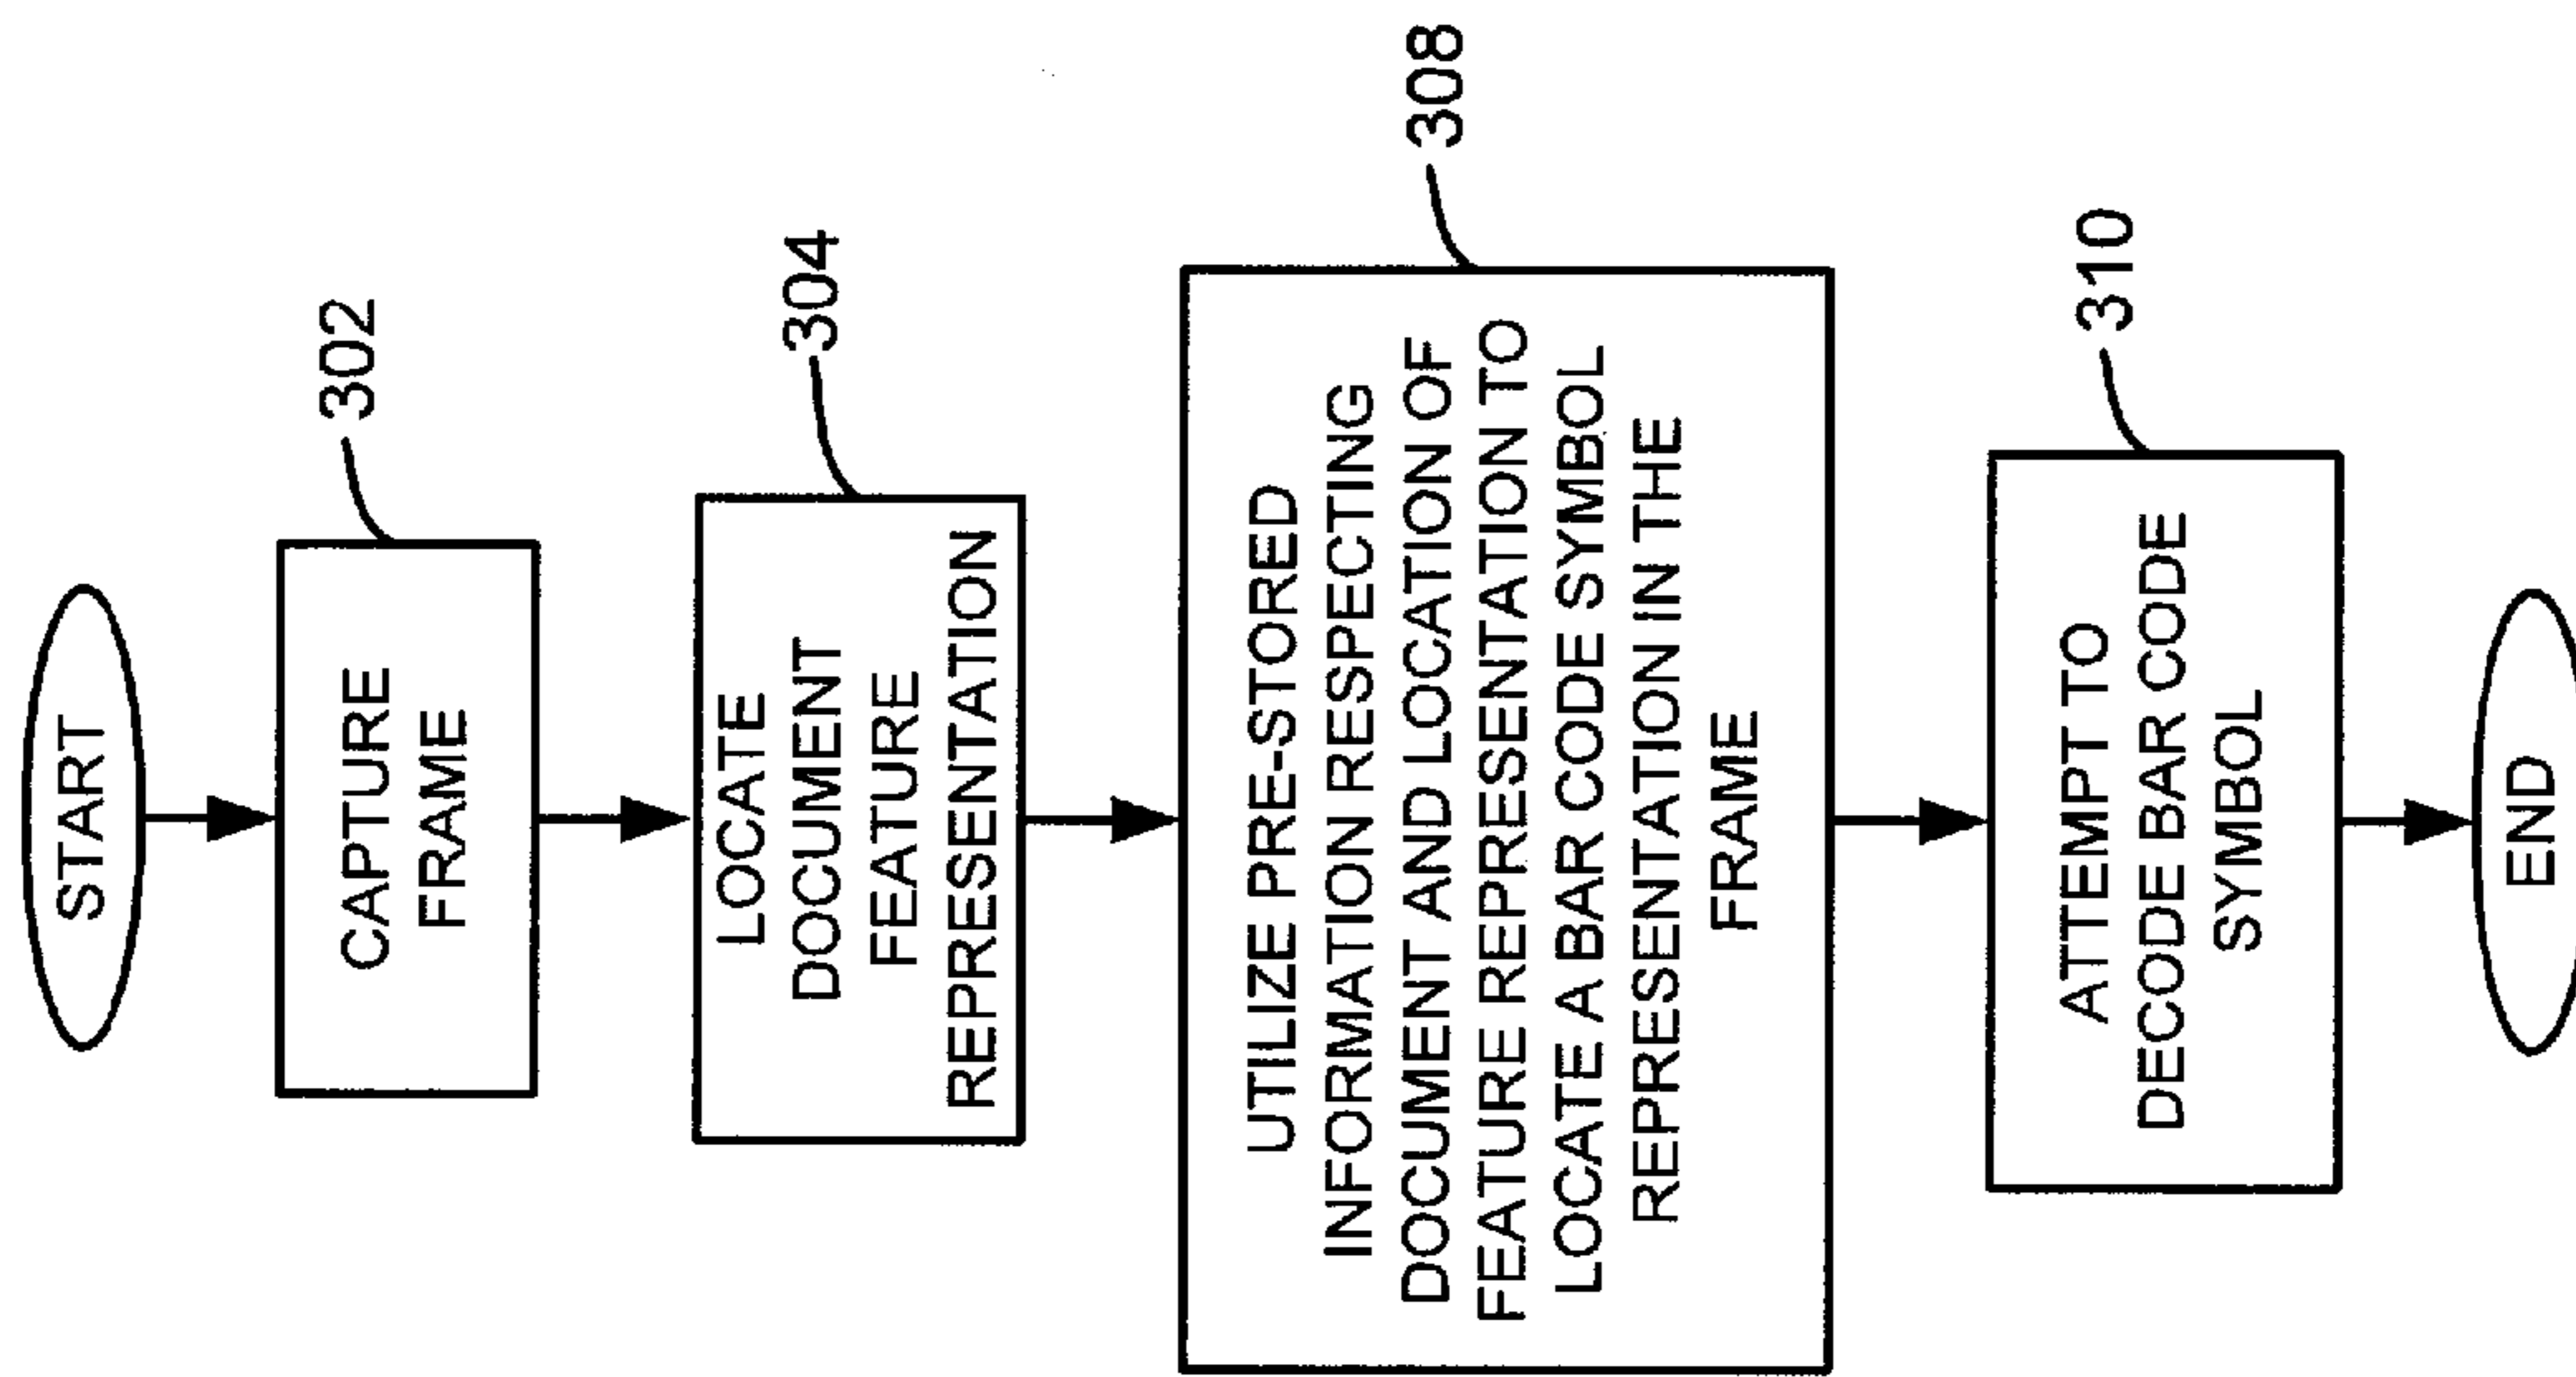 START
CAPTURE
FRAME
302
LOCATE
DOCUMENT
FEATURE
REPRESENTATION
304
UTILIZE PRE-STORED
INFORMATION RESPECTING
DOCUMENT AND LOCATION OF
FEATURE REPRESENTATION TO
LOCATE A BAR CODE SYMBOL
REPRESENTATION IN THE
FRAME
308
ATTEMPT TO
DECODE BAR CODE
SYMBOL
310
END